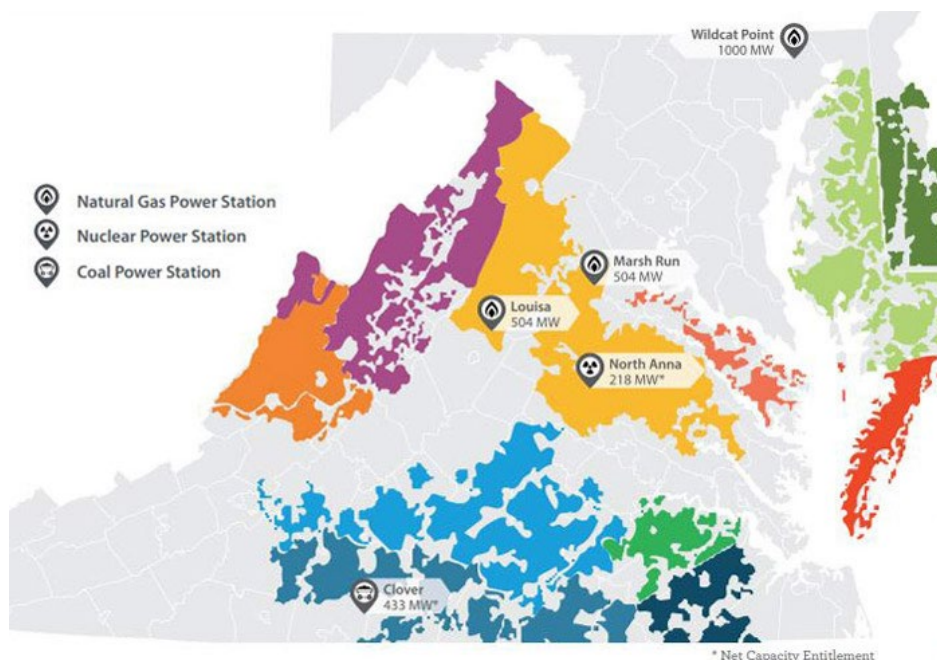 Wildcat Point
1000 MW
Natural Gas Power Station
Nuclear Power Station
Coal Power Station
Marsh Run
504 MW
Louisa
504 MW
North Anna
218 MW*
Clover
433 MW*
* Net Capacity Entitlement